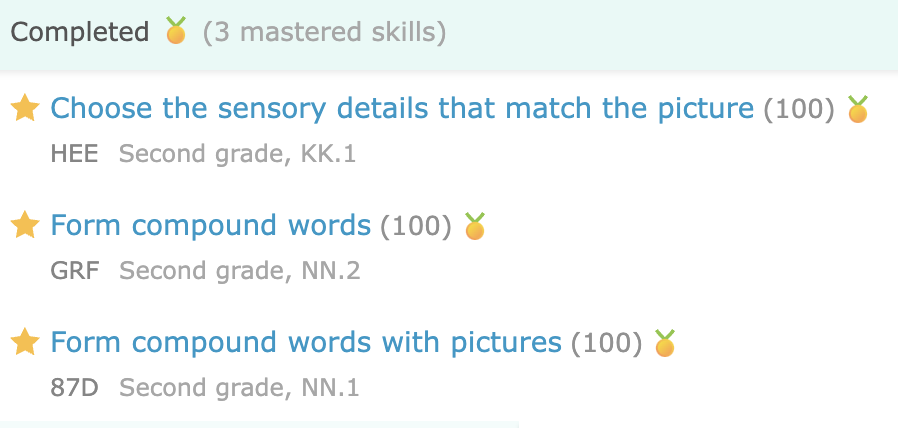 Completed (3 mastered skills)
Choose the sensory details that match the picture (100)
HEE Second grade, KK.1
Form compound words (100)
GRF Second grade, NN.2
Form compound words with pictures (100)
87D Second grade, NN.1